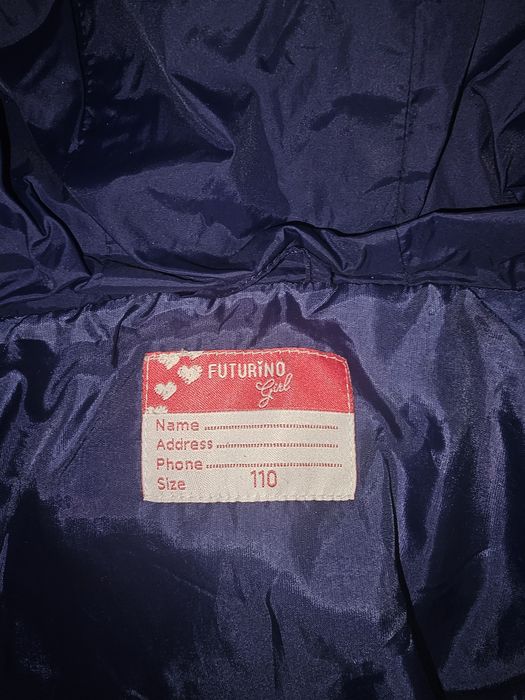 FUTURiNO
Girl
Name
Address
Phone
Size 110